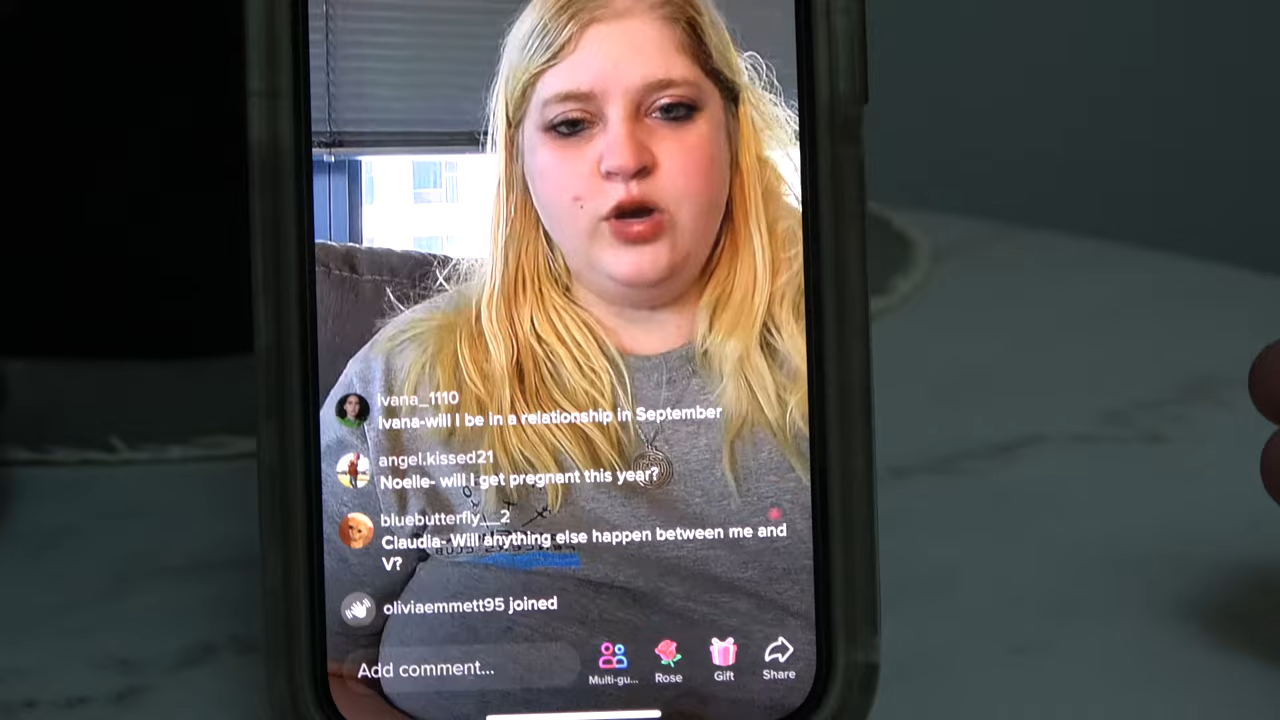 ivana_1110
Ivana-will I be in a relationship in September
angel.kissed21
Noelle- will I get pregnant this year?
bluebutterfly__2
Claudia- Will anything else happen between me and
V?
oliviaemmett95 joined
Add comment...
Multi-gu...
Rose
Gift
Share